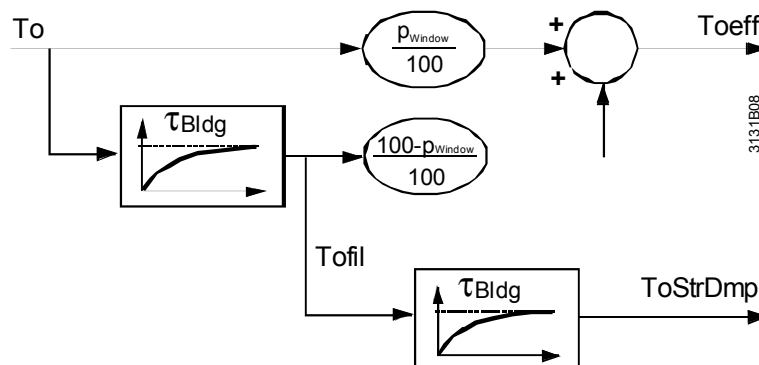 To
pWindow
100
+
+
Toeff
3131B08
τBldg
100-pWindow
100
Tofil
τBldg
ToStrDmp